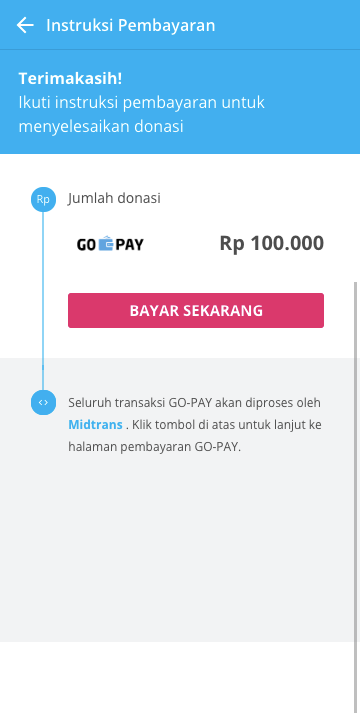 Instruksi Pembayaran
Terimakasih!
Ikuti instruksi pembayaran untuk
menyelesaikan donasi
Rp
Jumlah donasi
GO PAY
Rp 100.000
BAYAR SEKARANG
Seluruh transaksi GO-PAY akan diproses oleh
Midtrans . Klik tombol di atas untuk lanjut ke
halaman pembayaran GO-PAY.